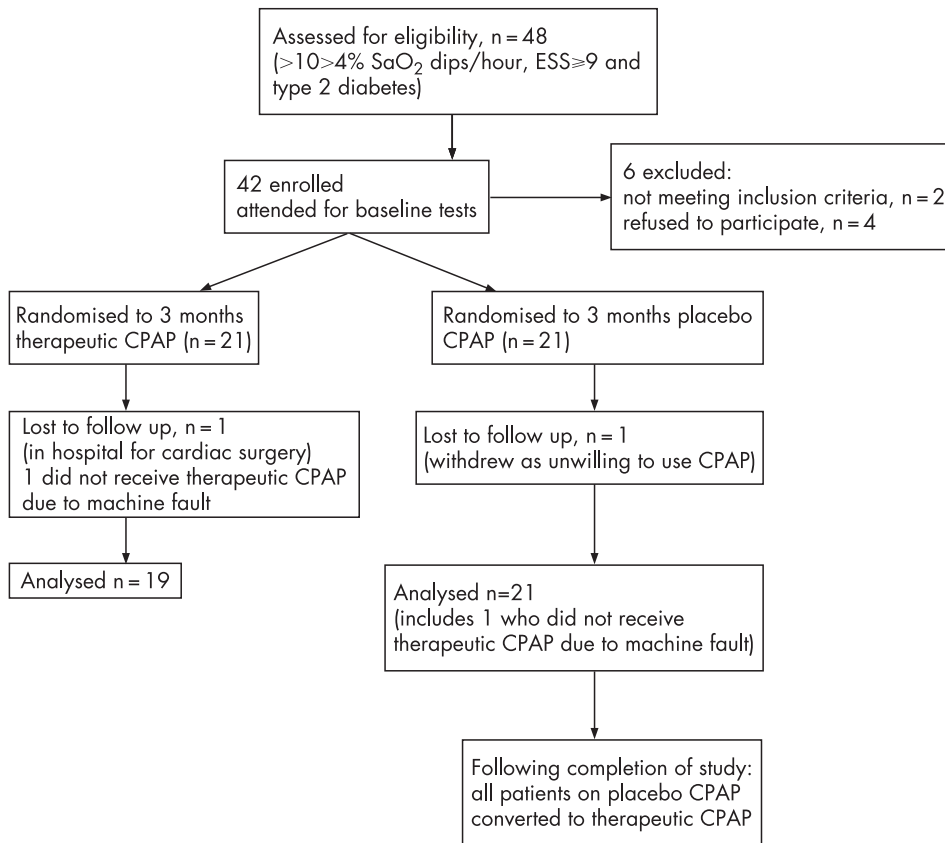 Assessed for eligibility, n = 48
(>10>4% SaO₂ dips/hour, ESS⩾9 and
type 2 diabetes)
42 enrolled
attended for baseline tests
6 excluded:
not meeting inclusion criteria, n = 2
refused to participate, n = 4
Randomised to 3 months
therapeutic CPAP (n = 21)
Randomised to 3 months placebo
CPAP (n = 21)
Lost to follow up, n = 1
(in hospital for cardiac surgery)
1 did not receive therapeutic CPAP
due to machine fault
Lost to follow up, n = 1
(withdrew as unwilling to use CPAP)
Analysed n = 19
Analysed n=21
(includes 1 who did not receive
therapeutic CPAP due to machine fault)
Following completion of study:
all patients on placebo CPAP
converted to therapeutic CPAP